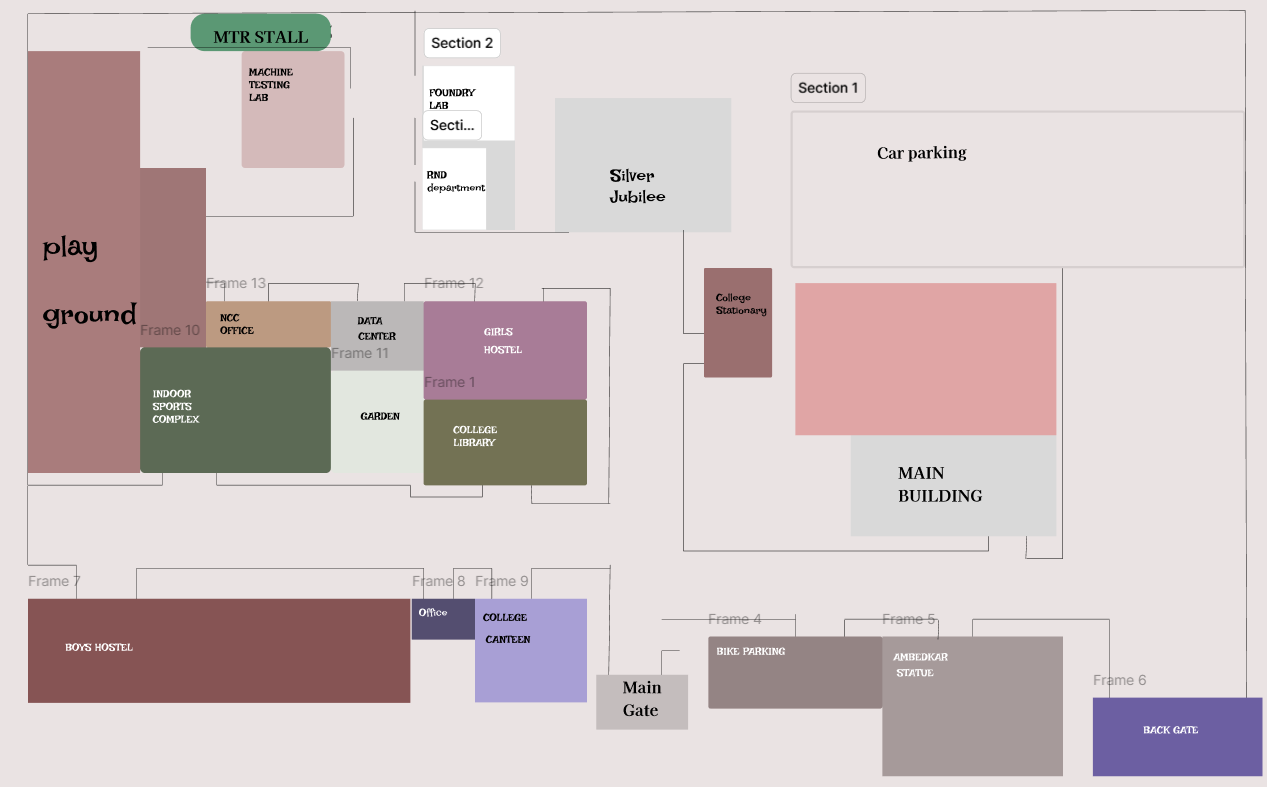 MTR STALL
MACHINE
TESTING
LAB
Section 2
FOUNDRY
LAB
Secti...
RND
department
Silver
Jubilee
Section 1
Car parking
play
ground
Frame 13
Frame 12
NCC
OFFICE
DATA
CENTER
GIRLS
HOSTEL
College
Stationary
Frame 10
Frame 11
Frame 1
INDOOR
SPORTS
COMPLEX
GARDEN
COLLEGE
LIBRARY
MAIN
BUILDING
Frame 7
Frame 8
Frame 9
BOYS HOSTEL
Office
COLLEGE
CANTEEN
Main
Gate
Frame 4
Frame 5
BIKE PARKING
AMBEDKAR
STATUE
Frame 6
BACK GATE